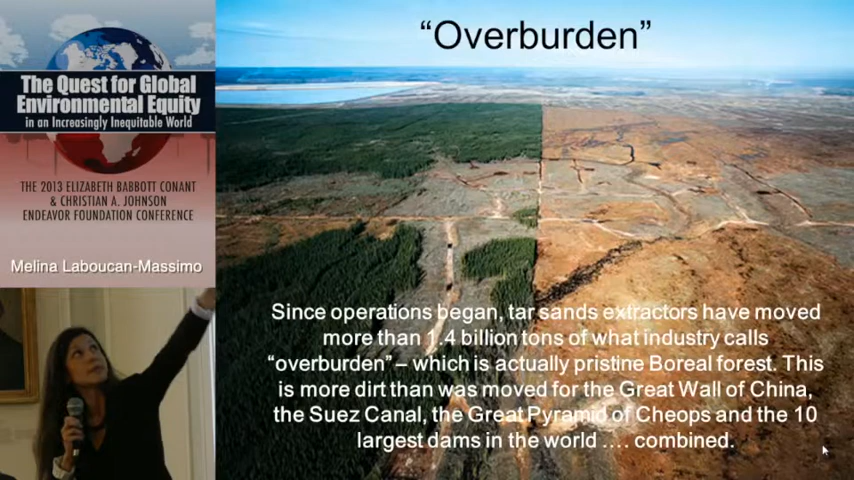 The Quest for Global
Environmental Equity
in an Increasingly Inequitable World
THE 2013 ELIZABETH BABBOTT CONANT
& CHRISTIAN A. JOHNSON
ENDEAVOR FOUNDATION CONFERENCE
Melina Laboucan-Massimo
“Overburden”
Since operations began, tar sands extractors have moved
more than 1.4 billion tons of what industry calls
“overburden” – which is actually pristine Boreal forest. This
is more dirt than was moved for the Great Wall of China,
the Suez Canal, the Great Pyramid of Cheops and the 10
largest dams in the world .... combined.